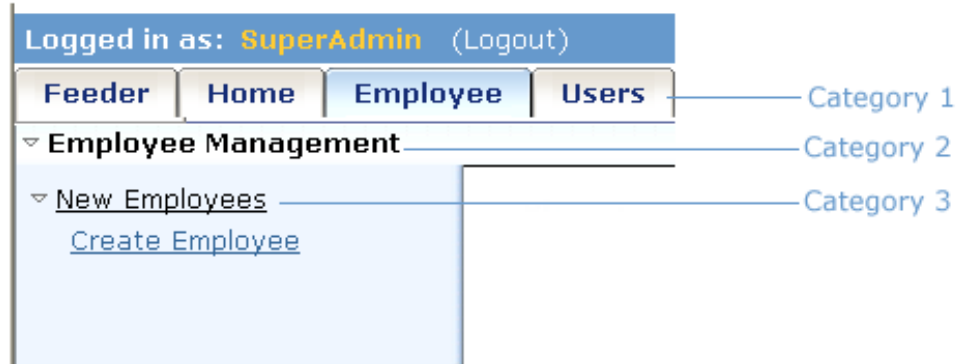 Logged in as: SuperAdmin (Logout)
Feeder Home Employee Users Category 1
Employee Management Category 2
New Employees Category 3
Create Employee